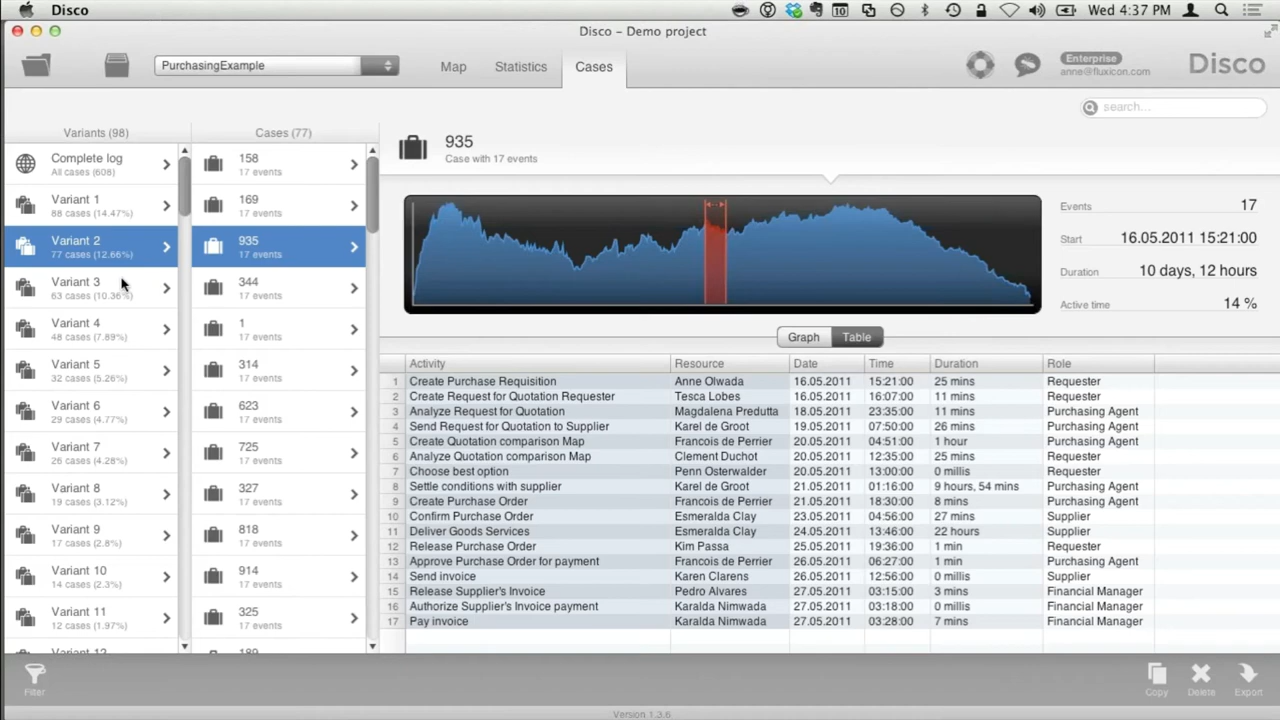 Disco
10
Wed 4:37 PM
Disco – Demo project
PurchasingExample
Map
Statistics
Cases
Enterprise
anne@fluxicon.com
Disco
search...
Variants (98)
Complete log
All cases (608)
Variant 1
88 cases (14.47%)
Variant 2
77 cases (12.66%)
Variant 3
63 cases (10.36%)
Variant 4
48 cases (7.89%)
Variant 5
32 cases (5.26%)
Variant 6
29 cases (4.77%)
Variant 7
26 cases (4.28%)
Variant 8
19 cases (3.12%)
Variant 9
17 cases (2.8%)
Variant 10
14 cases (2.3%)
Variant 11
12 cases (1.97%)
Variant 12
Cases (77)
158
17 events
169
17 events
935
17 events
344
17 events
1
17 events
314
17 events
623
17 events
725
17 events
327
17 events
818
17 events
914
17 events
325
17 events
189
935
Case with 17 events
Events 17
Start 16.05.2011 15:21:00
Duration 10 days, 12 hours
Active time 14 %
Graph Table
Activity Resource Date Time Duration Role
1 Create Purchase Requisition Anne Olwada 16.05.2011 15:21:00 25 mins Requester
2 Create Request for Quotation Requester Tesca Lobes 16.05.2011 16:07:00 11 mins Requester
3 Analyze Request for Quotation Magdalena Predutta 18.05.2011 23:35:00 11 mins Purchasing Agent
4 Send Request for Quotation to Supplier Karel de Groot 19.05.2011 07:50:00 26 mins Purchasing Agent
5 Create Quotation comparison Map Francois de Perrier 20.05.2011 04:51:00 1 hour Purchasing Agent
6 Analyze Quotation comparison Map Clement Duchot 20.05.2011 12:35:00 25 mins Requester
7 Choose best option Penn Osterwalder 20.05.2011 13:00:00 0 millis Requester
8 Settle conditions with supplier Karel de Groot 21.05.2011 01:16:00 9 hours, 54 mins Purchasing Agent
9 Create Purchase Order Francois de Perrier 21.05.2011 18:30:00 8 mins Purchasing Agent
10 Confirm Purchase Order Esmeralda Clay 23.05.2011 04:56:00 27 mins Supplier
11 Deliver Goods Services Esmeralda Clay 24.05.2011 13:46:00 22 hours Supplier
12 Release Purchase Order Kim Passa 25.05.2011 19:36:00 1 min Requester
13 Approve Purchase Order for payment Francois de Perrier 26.05.2011 06:27:00 1 min Purchasing Agent
14 Send invoice Karen Clarens 26.05.2011 12:56:00 0 millis Supplier
15 Release Supplier's Invoice Pedro Alvares 27.05.2011 03:15:00 3 mins Financial Manager
16 Authorize Supplier's Invoice payment Karalda Nimwada 27.05.2011 03:18:00 0 millis Financial Manager
17 Pay invoice Karalda Nimwada 27.05.2011 03:28:00 7 mins Financial Manager
Filter
Copy
Delete
Export
Version 1.3.6